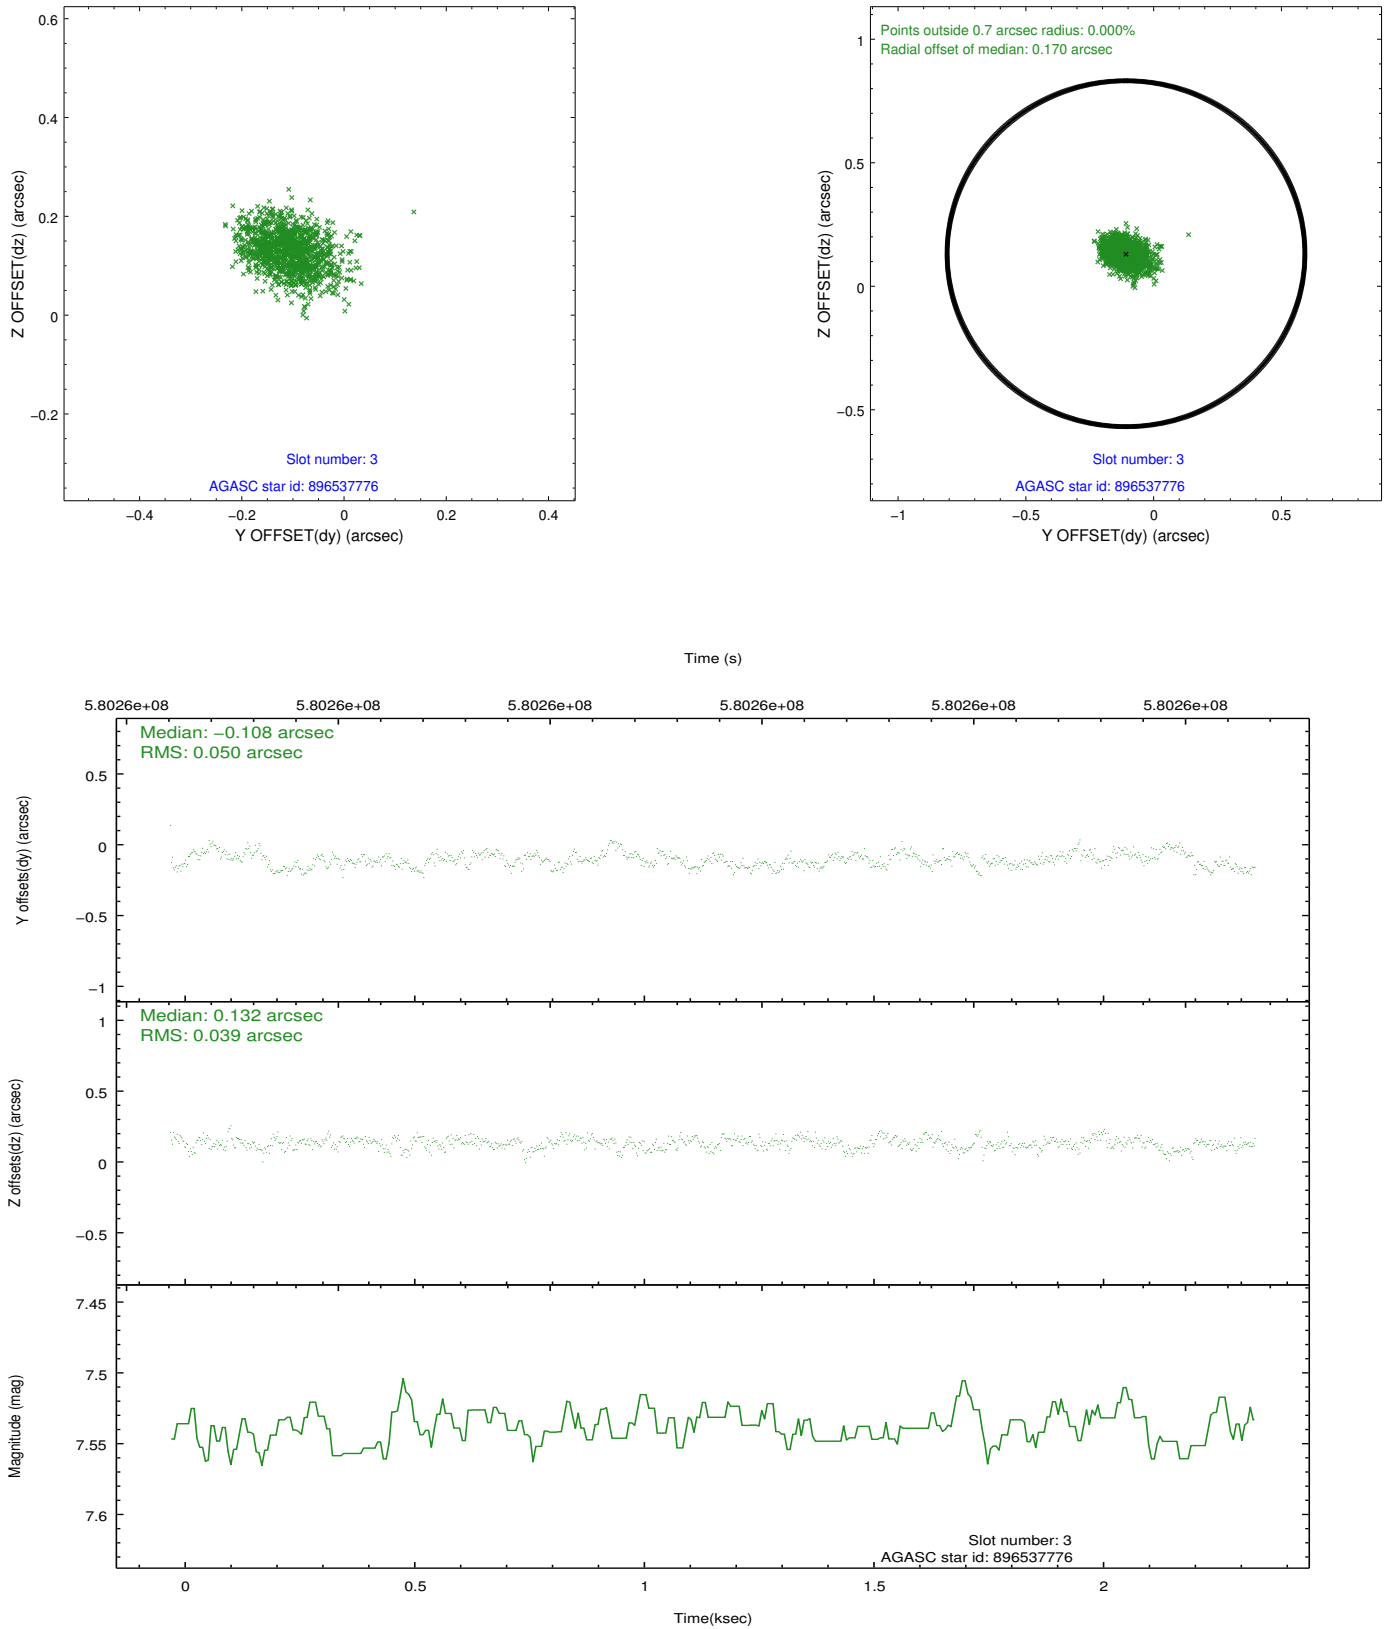 0.6
0.4
0.2
0
−0.2
Z OFFSET(dz) (arcsec)
Slot number: 3
AGASC star id: 896537776
−0.4 −0.2 0 0.2 0.4
Y OFFSET(dy) (arcsec)
Points outside 0.7 arcsec radius: 0.000%
Radial offset of median: 0.170 arcsec
1
0.5
0
−0.5
Z OFFSET(dz) (arcsec)
Slot number: 3
AGASC star id: 896537776
−1 −0.5 0 0.5
Y OFFSET(dy) (arcsec)
Time (s)
5.8026e+08 5.8026e+08 5.8026e+08 5.8026e+08 5.8026e+08 5.8026e+08
Median: −0.108 arcsec
RMS: 0.050 arcsec
0.5
0
−0.5
−1
Y offsets(dy) (arcsec)
Median: 0.132 arcsec
RMS: 0.039 arcsec
1
0.5
0
−0.5
Z offsets(dz) (arcsec)
7.45
7.5
7.55
7.6
Magnitude (mag)
Slot number: 3
AGASC star id: 896537776
0 0.5 1 1.5 2
Time(ksec)